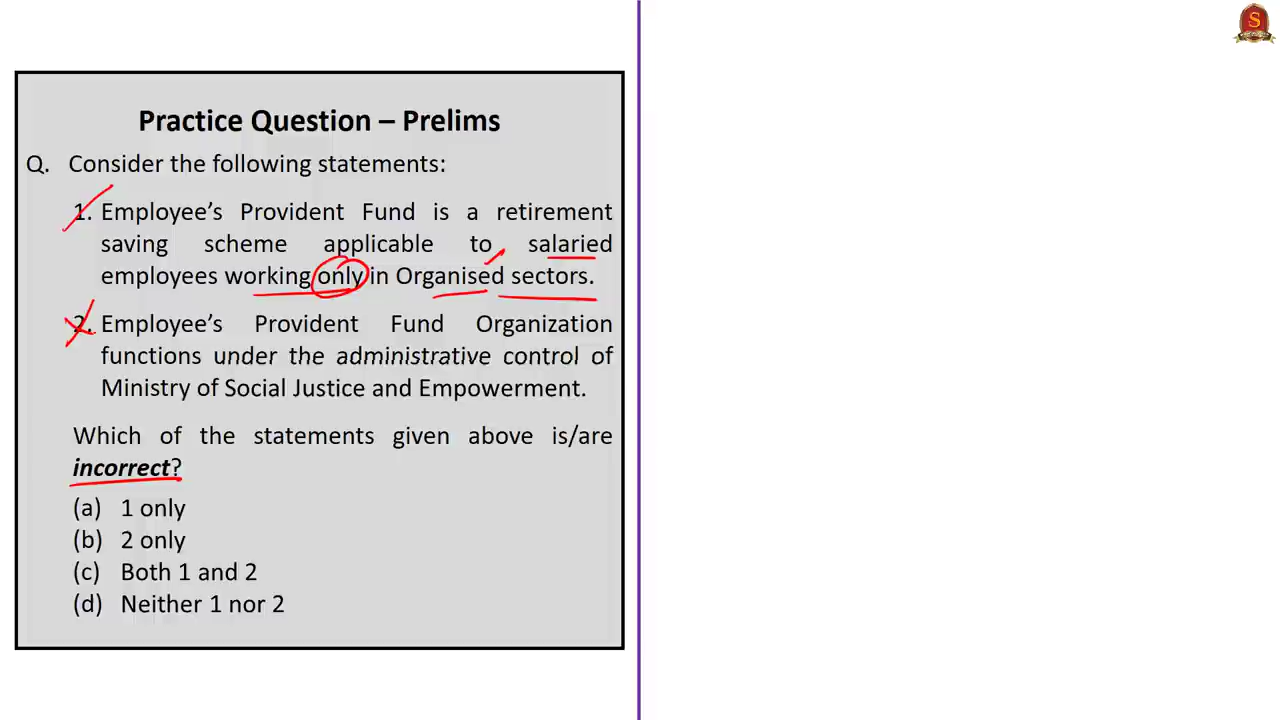 S
Practice Question – Prelims
Q. Consider the following statements:
1. Employee's Provident Fund is a retirement
saving scheme applicable to salaried
employees working only in Organised sectors.
2. Employee's Provident Fund Organization
functions under the administrative control of
Ministry of Social Justice and Empowerment.
Which of the statements given above is/are
incorrect?
(a) 1 only
(b) 2 only
(c) Both 1 and 2
(d) Neither 1 nor 2